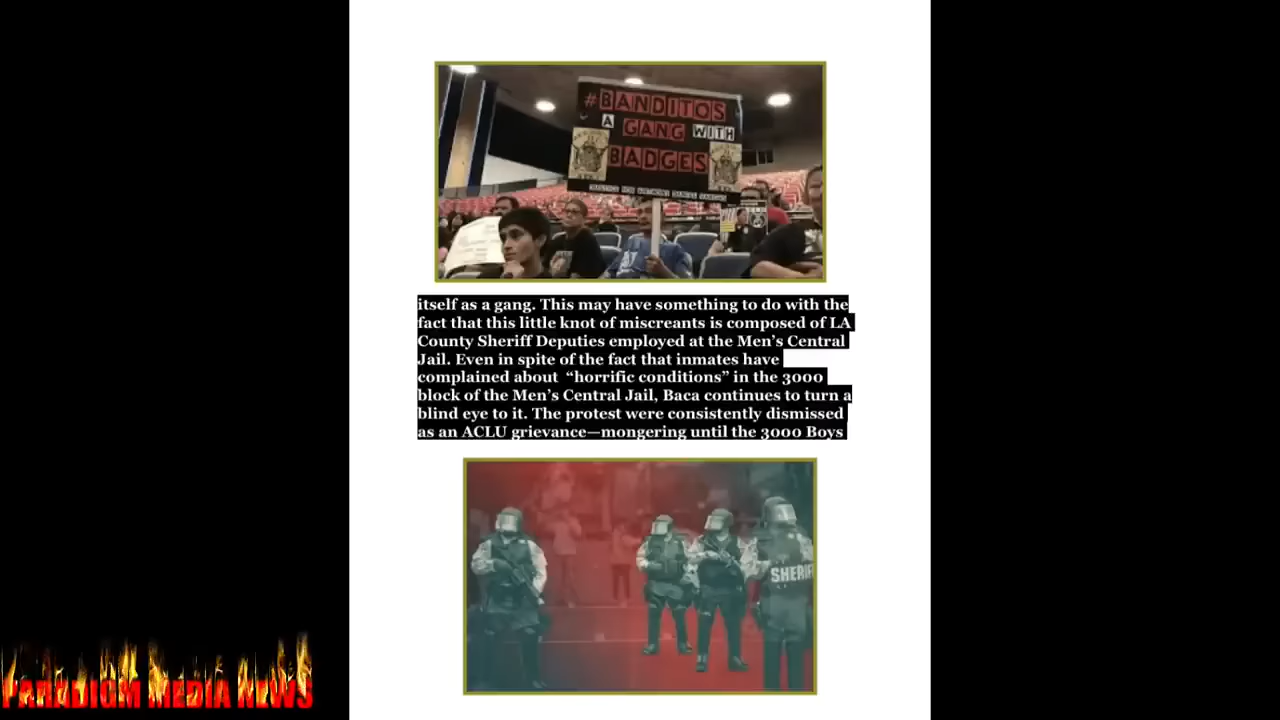 #BANDITOS
A GANG WITH
BADGES
itself as a gang. This may have something to do with the
fact that this little knot of miscreants is composed of LA
County Sheriff Deputies employed at the Men’s Central
Jail. Even in spite of the fact that inmates have
complained about  “horrific conditions” in the 3000
block of the Men’s Central Jail, Baca continues to turn a
blind eye to it. The protest were consistently dismissed
as an ACLU grievance—mongering until the 3000 Boys
SHERIFF
PARADIGM MEDIA NEWS